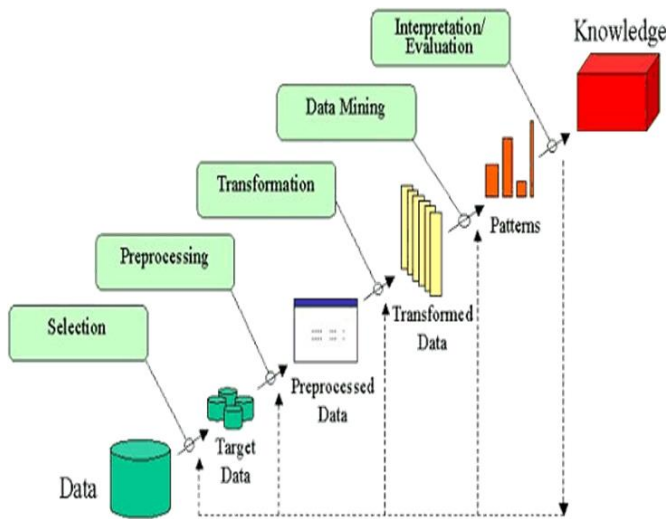 Interpretation/
Evaluation
Knowledge
Data Mining
Transformation
Patterns
Preprocessing
Transformed
Data
Selection
Preprocessed
Data
Target
Data
Data